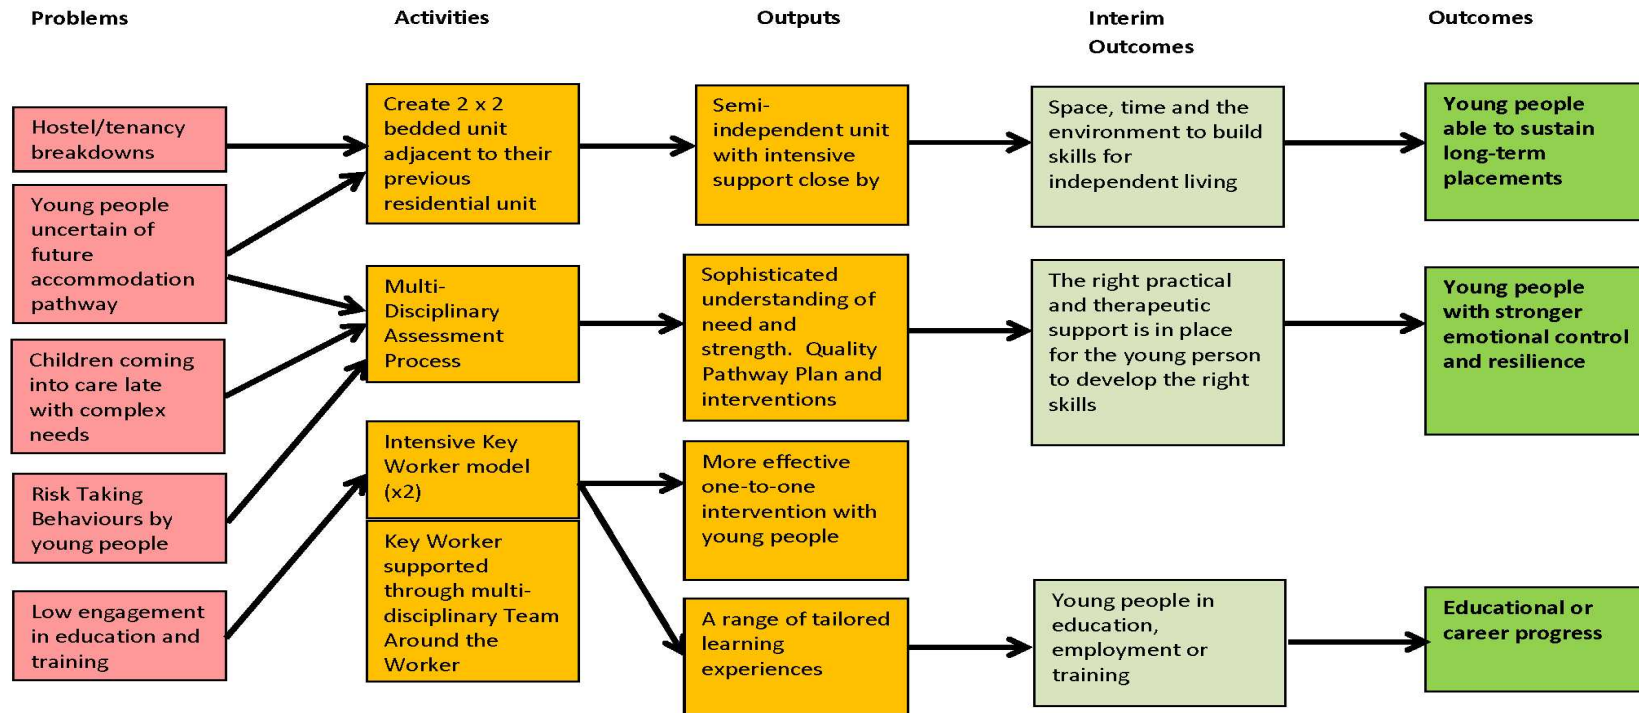 Problems
Activities
Outputs
Interim
Outcomes
Outcomes
Hostel/tenancy
breakdowns
Young people
uncertain of
future
accommodation
pathway
Children coming
into care late
with complex
needs
Risk Taking
Behaviours by
young people
Low engagement
in education and
training
Create 2 x 2
bedded unit
adjacent to their
previous
residential unit
Multi-
Disciplinary
Assessment
Process
Intensive Key
Worker model
(x2)
Key Worker
supported
through multi-
disciplinary Team
Around the
Worker
Semi-
independent unit
with intensive
support close by
Sophisticated
understanding of
need and
strength.  Quality
Pathway Plan and
interventions
More effective
one-to-one
intervention with
young people
A range of tailored
learning
experiences
Space, time and the
environment to build
skills for
independent living
The right practical
and therapeutic
support is in place
for the young person
to develop the right
skills
Young people in
education,
employment or
training
Young people
able to sustain
long-term
placements
Young people
with stronger
emotional control
and resilience
Educational or
career progress